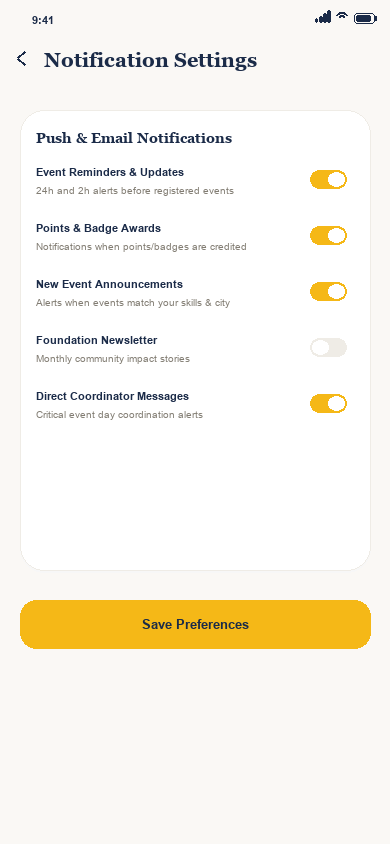 9:41
Notification Settings
Push & Email Notifications
Event Reminders & Updates
24h and 2h alerts before registered events
Points & Badge Awards
Notifications when points/badges are credited
New Event Announcements
Alerts when events match your skills & city
Foundation Newsletter
Monthly community impact stories
Direct Coordinator Messages
Critical event day coordination alerts
Save Preferences